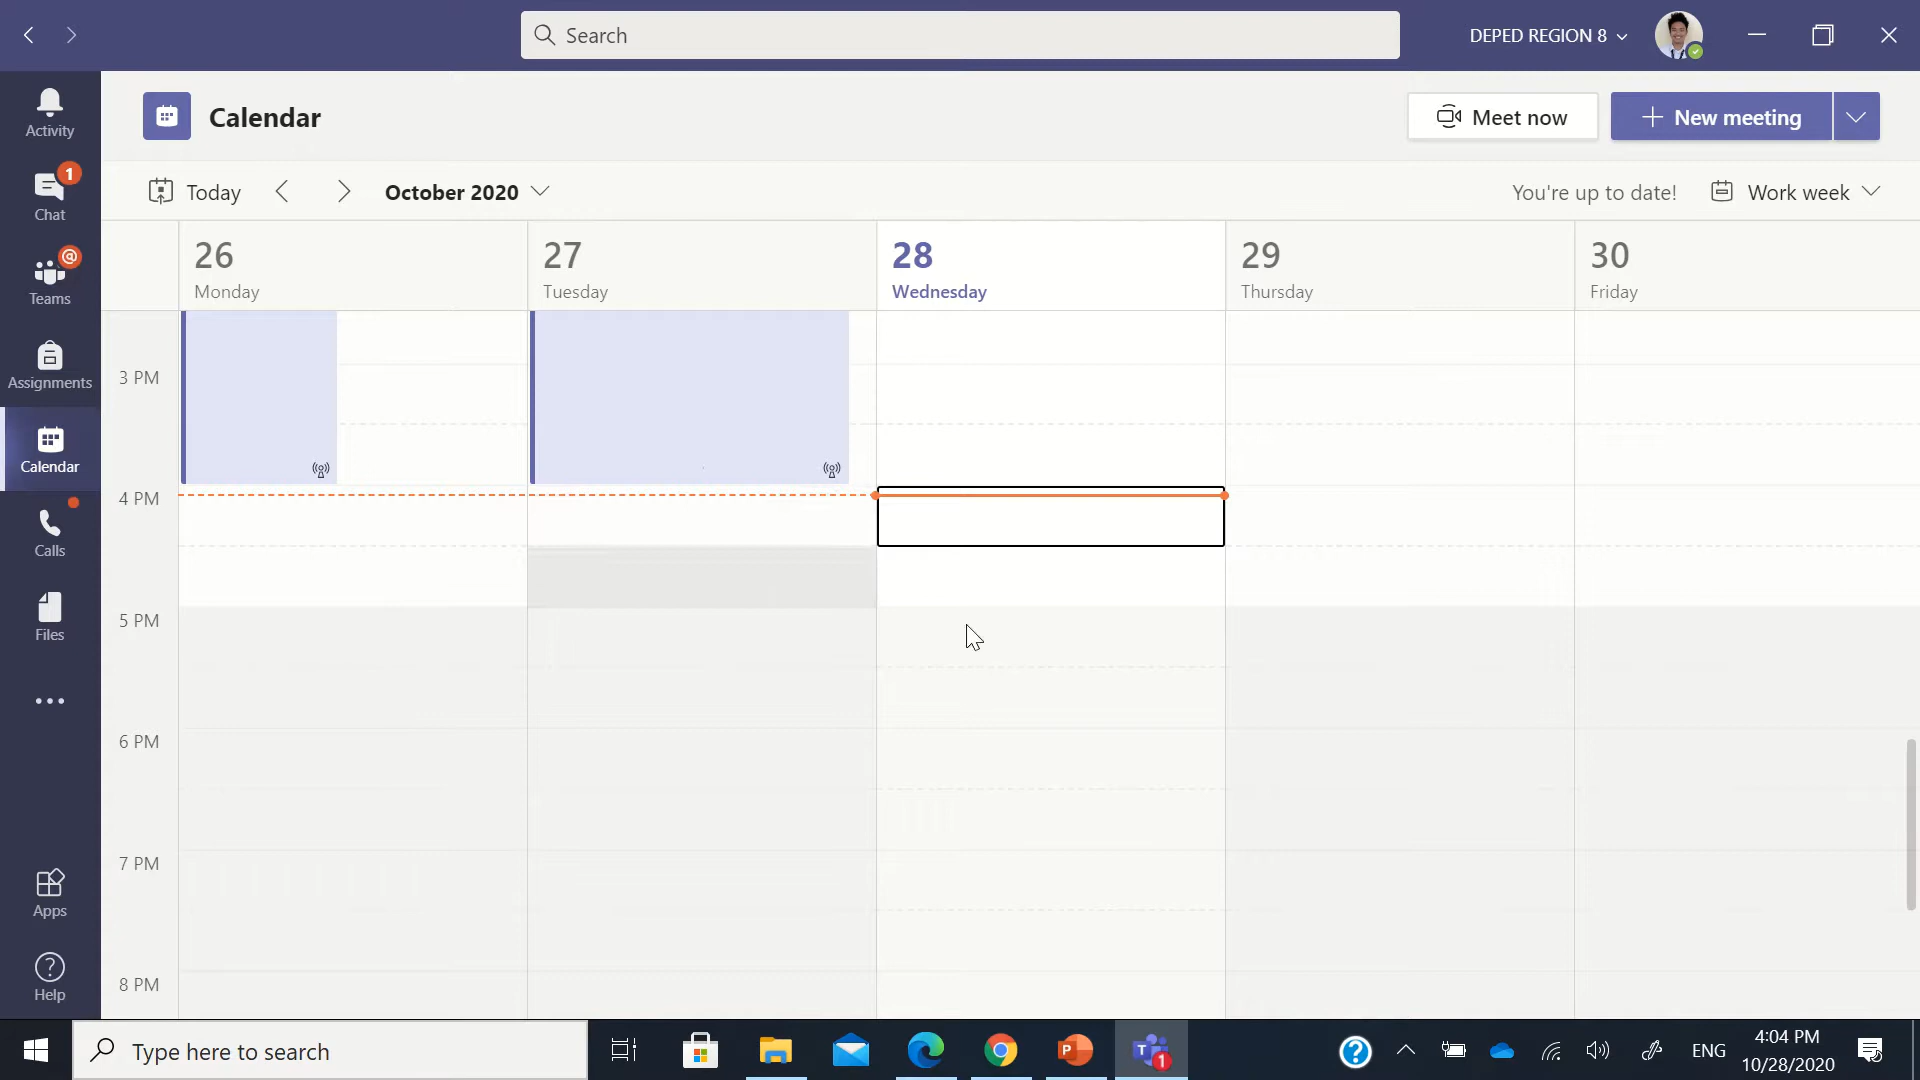 Search
DEPED REGION 8
Activity
Calendar
Meet now
New meeting
1
Chat
Today
October 2020
You're up to date!
Work week
@
Teams
26
Monday
27
Tuesday
28
Wednesday
29
Thursday
30
Friday
Assignments
3 PM
Calendar
4 PM
Calls
5 PM
Files
6 PM
7 PM
Apps
8 PM
Help
Type here to search
P
T
1
?
ENG
4:04 PM
10/28/2020